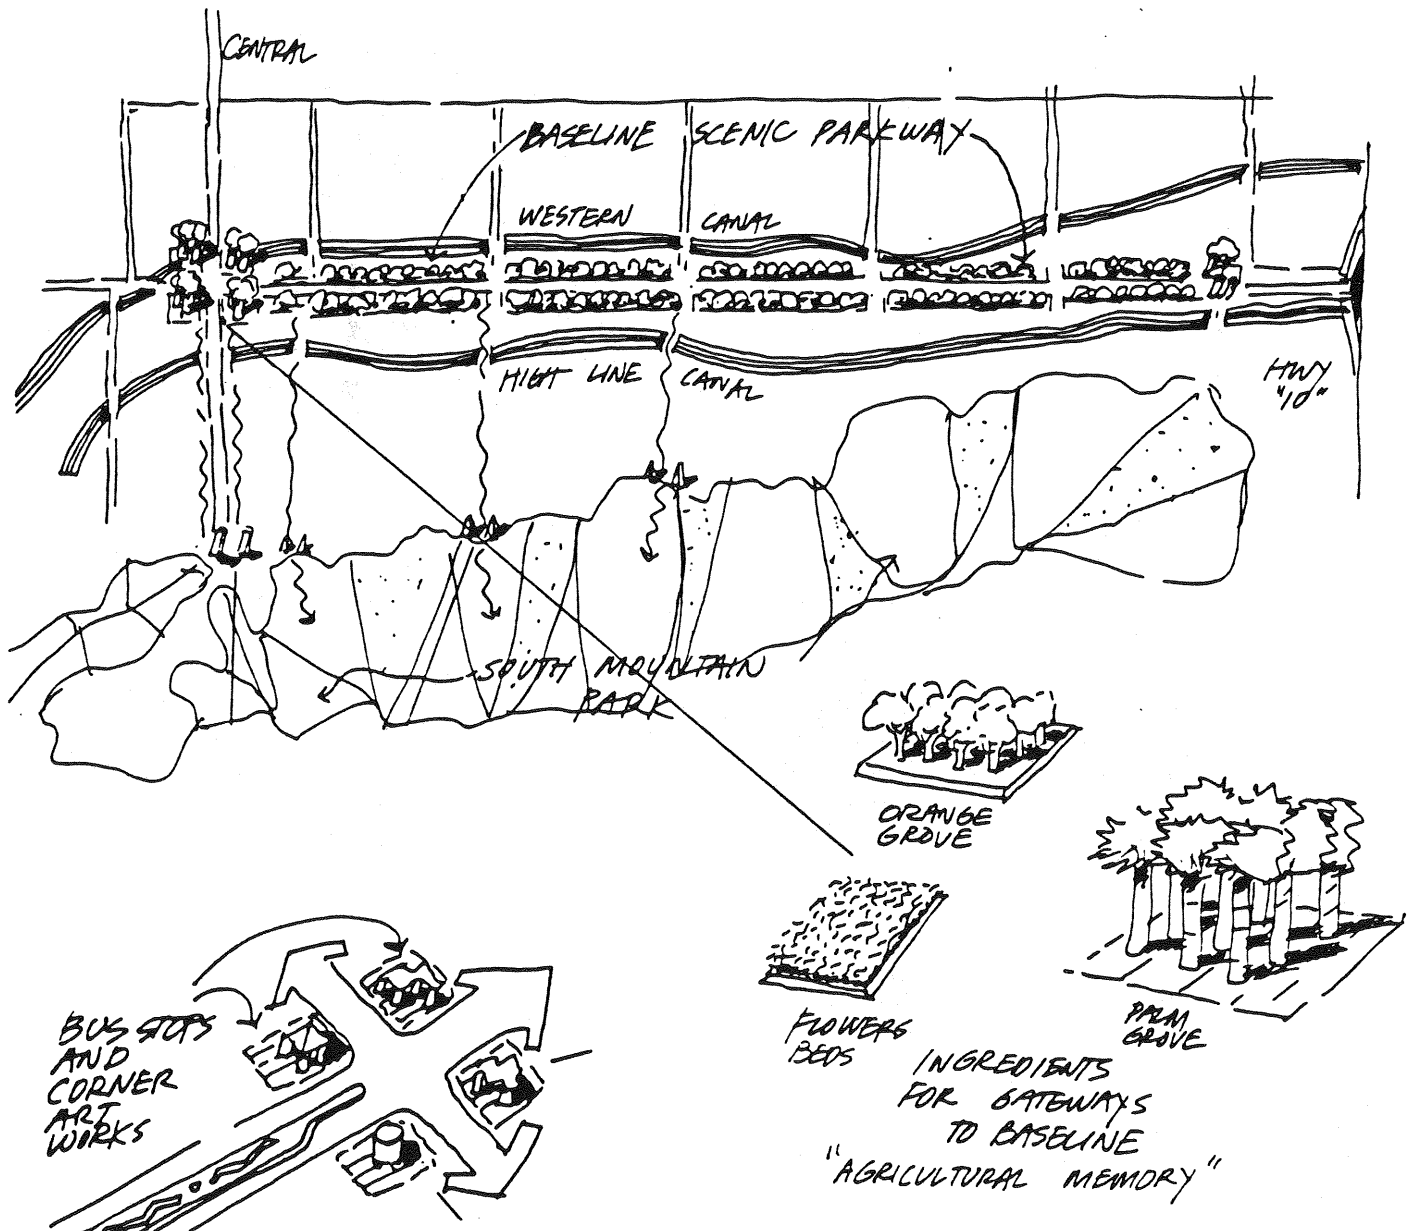 CENTRAL
BASELINE SCENIC PARKWAY
WESTERN CANAL
HIGH LINE CANAL
HWY
"10"
SOUTH MOUNTAIN
PARK
ORANGE
GROVE
PALM
GROVE
FLOWERS
BEDS
INGREDIENTS
FOR GATEWAYS
TO BASELINE
"AGRICULTURAL MEMORY"
BUS STOPS
AND
CORNER
ART
WORKS